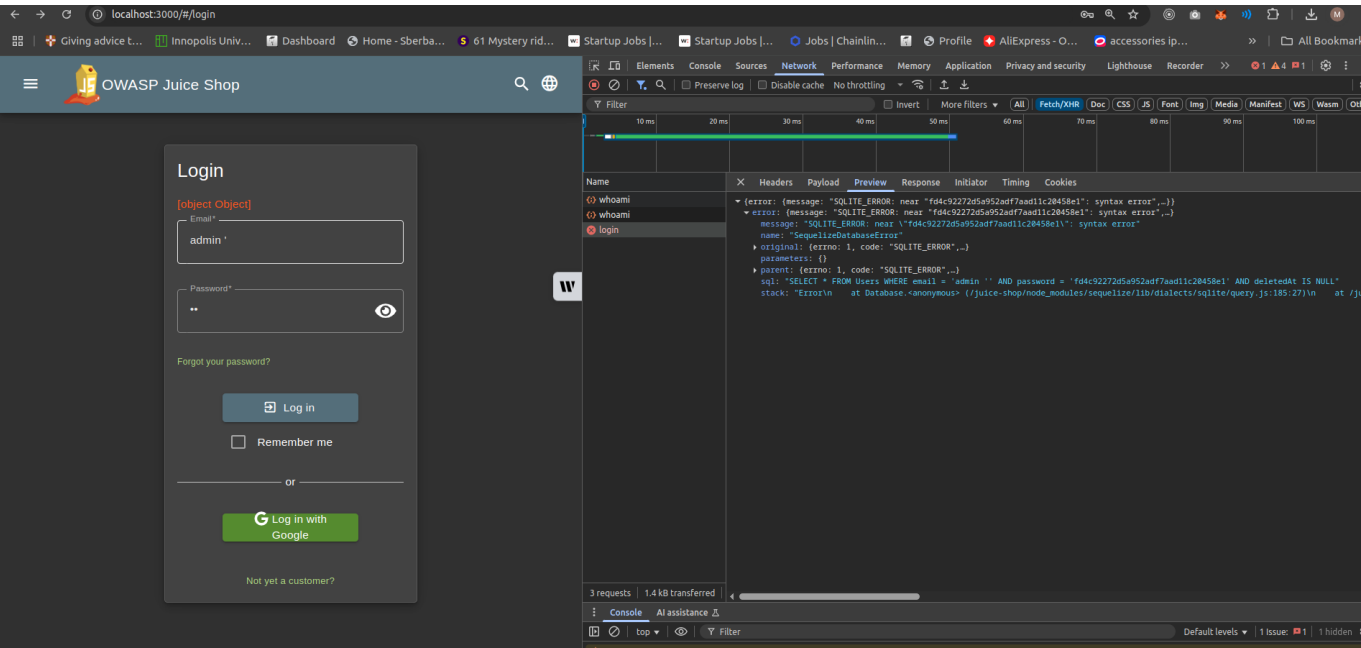 localhost:3000/#/login
Giving advice t... Innopolis Univ... Dashboard Home - Sberba... 61 Mystery rid... Startup Jobs |... Startup Jobs |... Jobs | Chainlin... Profile AliExpress - O... accessories ip... » All Bookmar
OWASP Juice Shop
Login
[object Object]
Email*
admin '
Password*
••
Forgot your password?
Log in
Remember me
or
Log in with
Google
Not yet a customer?
Elements Console Sources Network Performance Memory Application Privacy and security Lighthouse Recorder » 1 4 1
Preserve log Disable cache No throttling
Filter Invert More filters All Fetch/XHR Doc CSS JS Font Img Media Manifest WS Wasm Ot
10 ms 20 ms 30 ms 40 ms 50 ms 60 ms 70 ms 80 ms 90 ms 100 ms
Name
whoami
whoami
login
Headers Payload Preview Response Initiator Timing Cookies
{error: {message: "SQLITE_ERROR: near "fd4c92272d5a952adf7aad11c20458e1": syntax error",…}}
error: {message: "SQLITE_ERROR: near "fd4c92272d5a952adf7aad11c20458e1": syntax error",…}
message: "SQLITE_ERROR: near \"fd4c92272d5a952adf7aad11c20458e1\": syntax error"
name: "SequelizeDatabaseError"
original: {errno: 1, code: "SQLITE_ERROR",…}
parameters: {}
parent: {errno: 1, code: "SQLITE_ERROR",…}
sql: "SELECT * FROM Users WHERE email = 'admin '' AND password = 'fd4c92272d5a952adf7aad11c20458e1' AND deletedAt IS NULL"
stack: "Error\n    at Database.<anonymous> (/juice-shop/node_modules/sequelize/lib/dialects/sqlite/query.js:185:27)\n    at /ju
3 requests 1.4 kB transferred
Console AI assistance
top Filter Default levels 1 Issue: 1 1 hidden